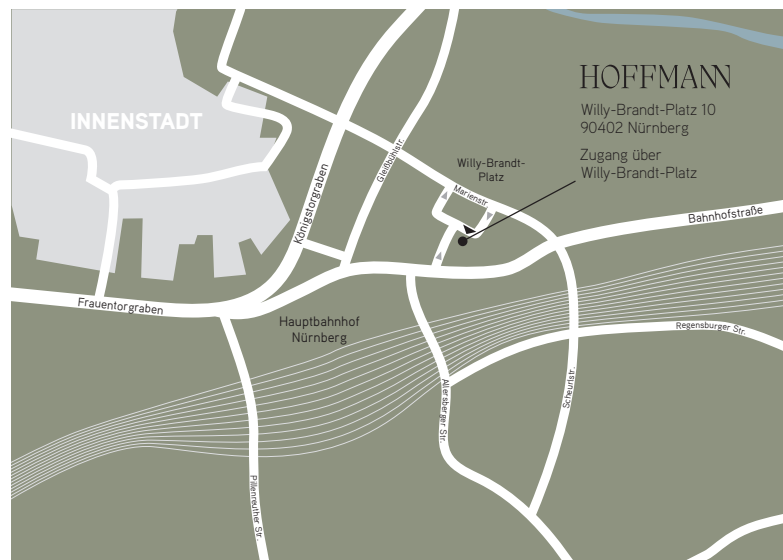 HOFFMANN
Willy-Brandt-Platz 10
90402 Nürnberg
Zugang über
Willy-Brandt-Platz
INNENSTADT
Willy-Brandt-
Platz
Gleißbühlstr.
Marienstr.
Königstorgraben
Bahnhofstraße
Frauentorgraben
Hauptbahnhof
Nürnberg
Regensburger Str.
Allersberger Str.
Scheurlstr.
Pillenreuther Str.